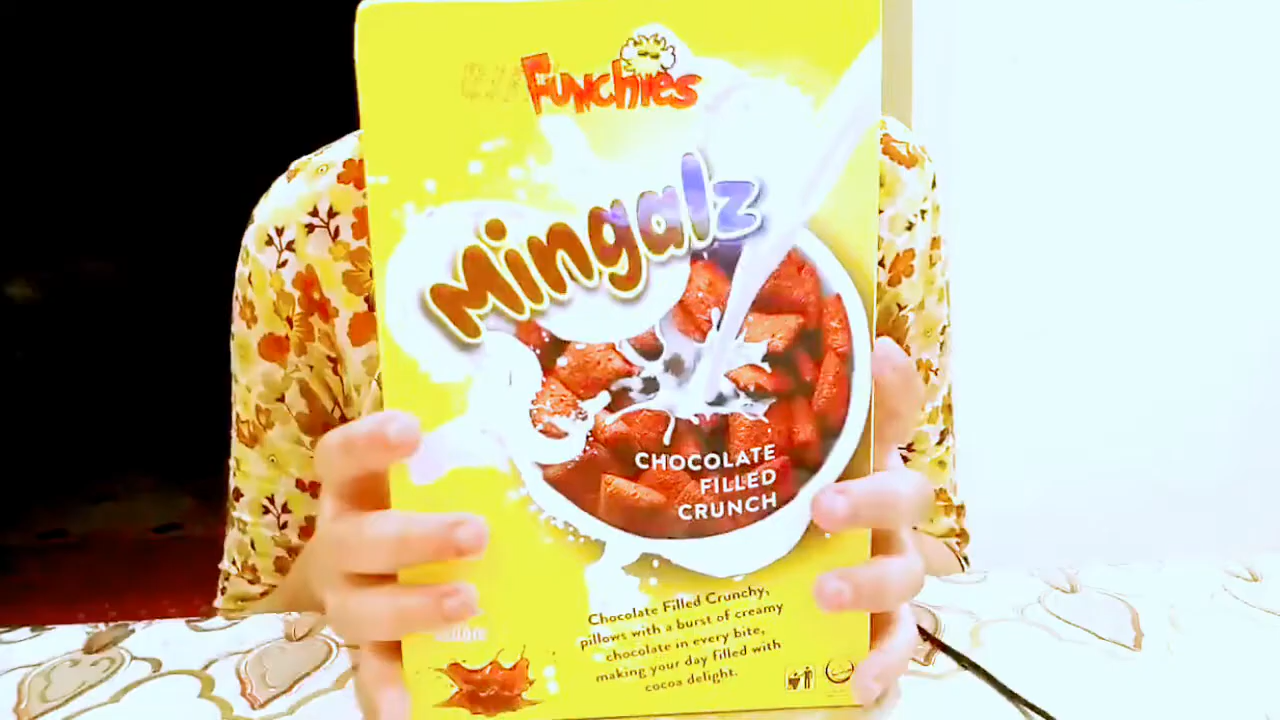 Funchies
Mingalz
CHOCOLATE
FILLED
CRUNCH
Chocolate Filled Crunchy,
pillows with a burst of creamy
chocolate in every bite,
making your day filled with
cocoa delight.